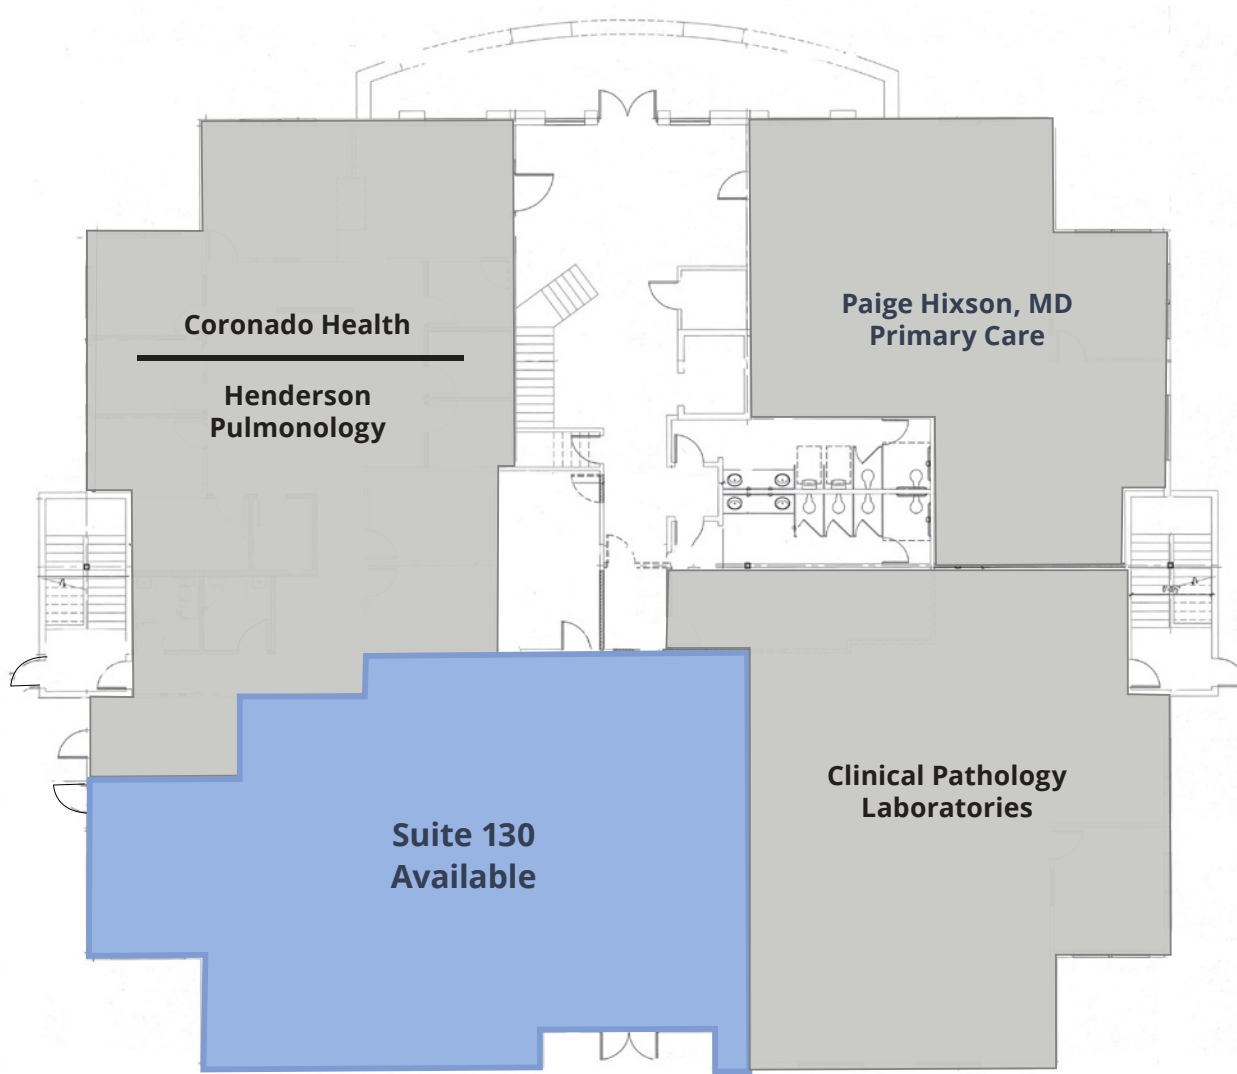 Coronado Health
Henderson
Pulmonology
Paige Hixson, MD
Primary Care
Clinical Pathology
Laboratories
Suite 130
Available